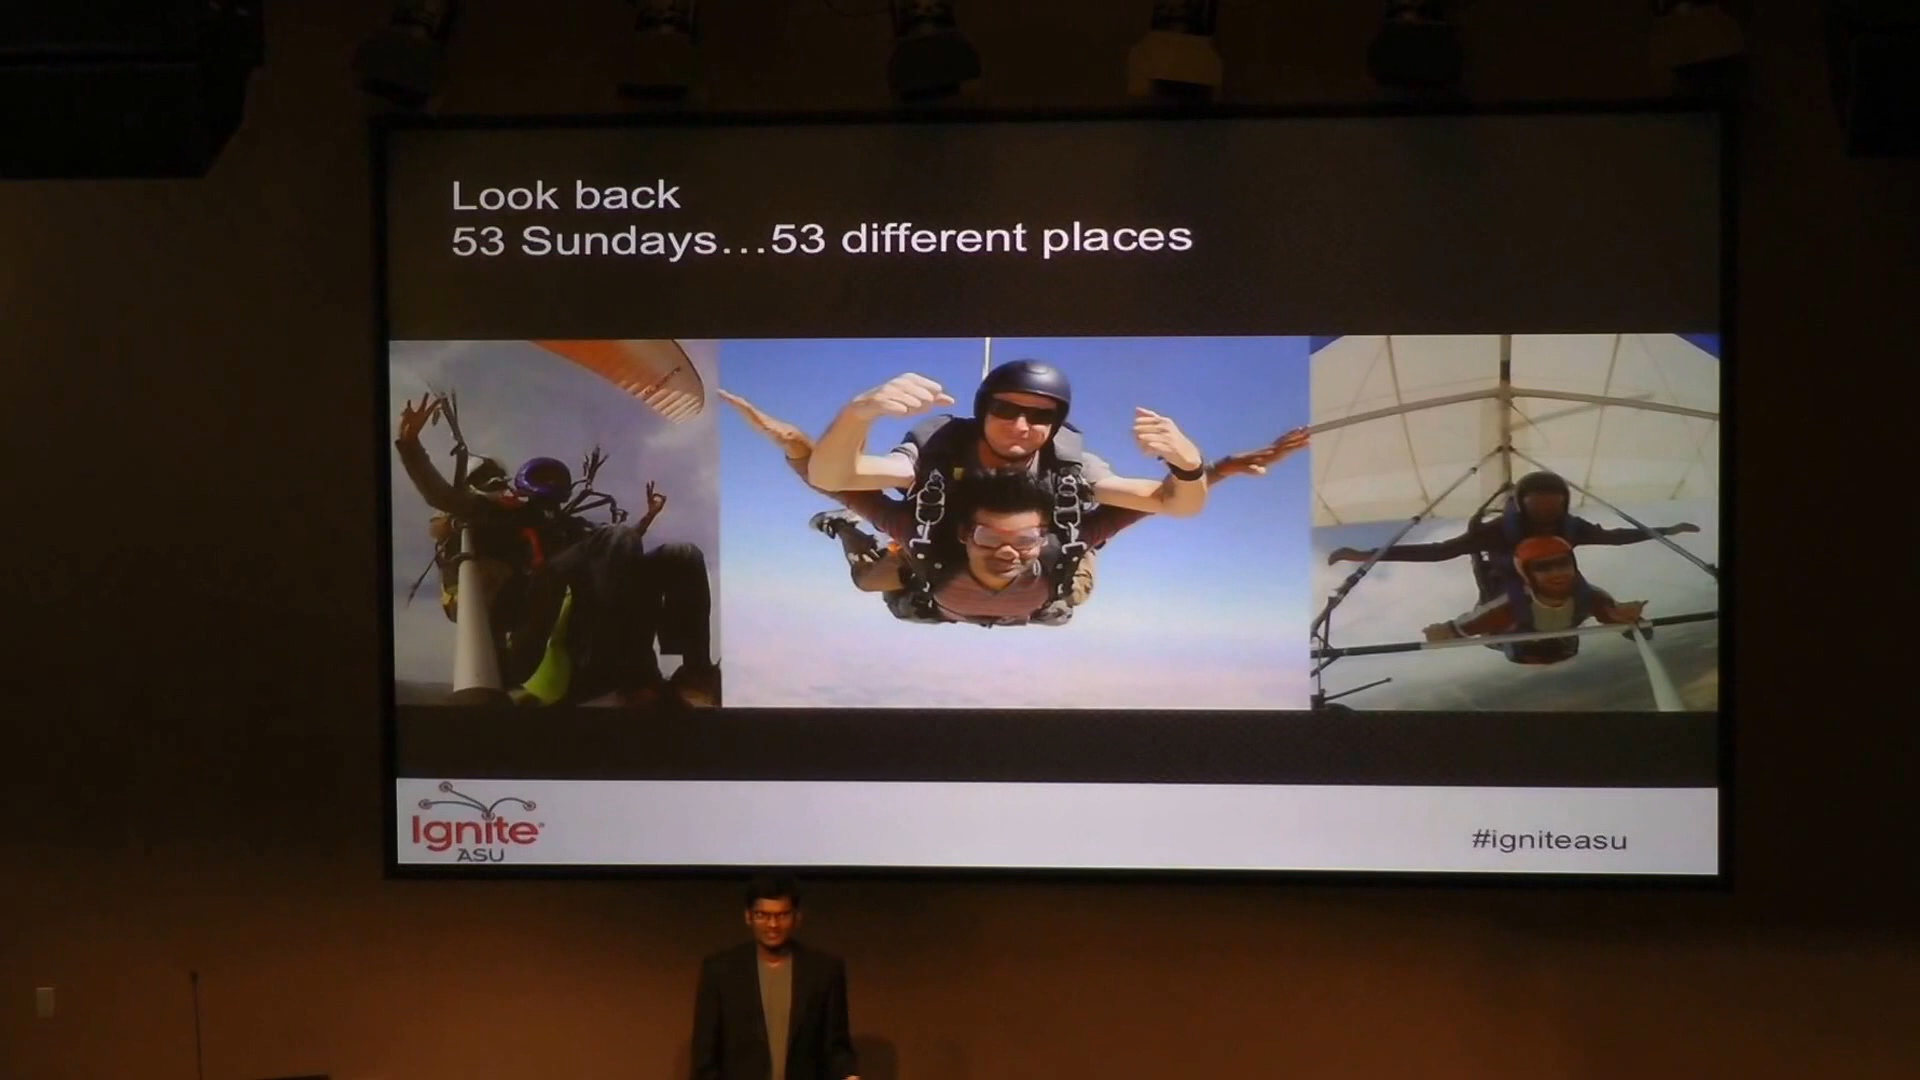 Look back
53 Sundays...53 different places
Ignite
ASU
#igniteasu